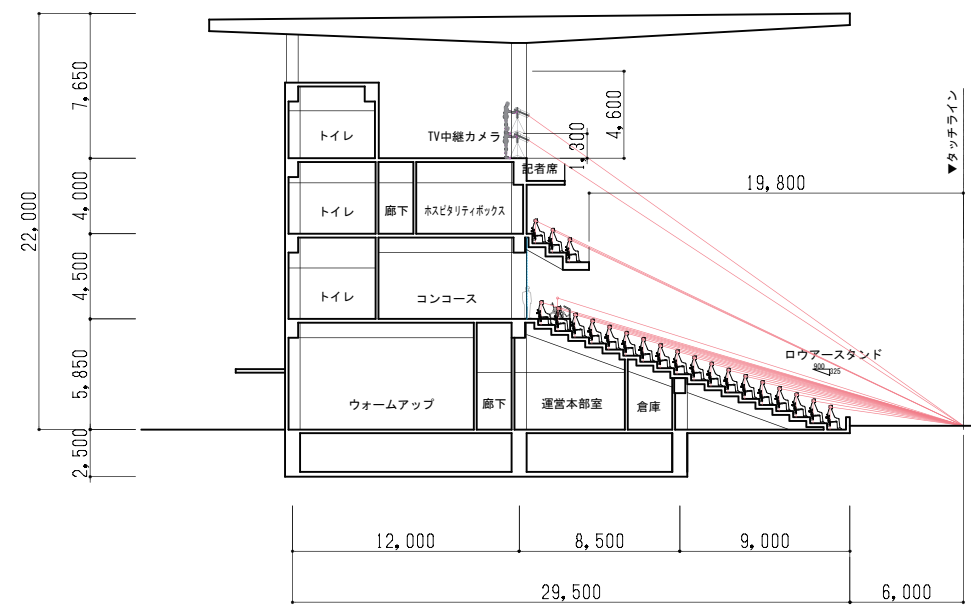 22,000
7,650
4,000
4,500
5,850
2,500
トイレ
TV中継カメラ
4,600
1,300
記者席
▼タッチライン
19,800
トイレ
廊下
ホスピタリティボックス
トイレ
コンコース
ロウアースタンド
900
325
ウォームアップ
廊下
運営本部室
倉庫
12,000
8,500
9,000
29,500
6,000